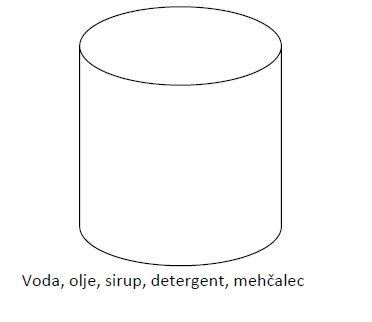 Voda, olje, sirup, detergent, mehčalec